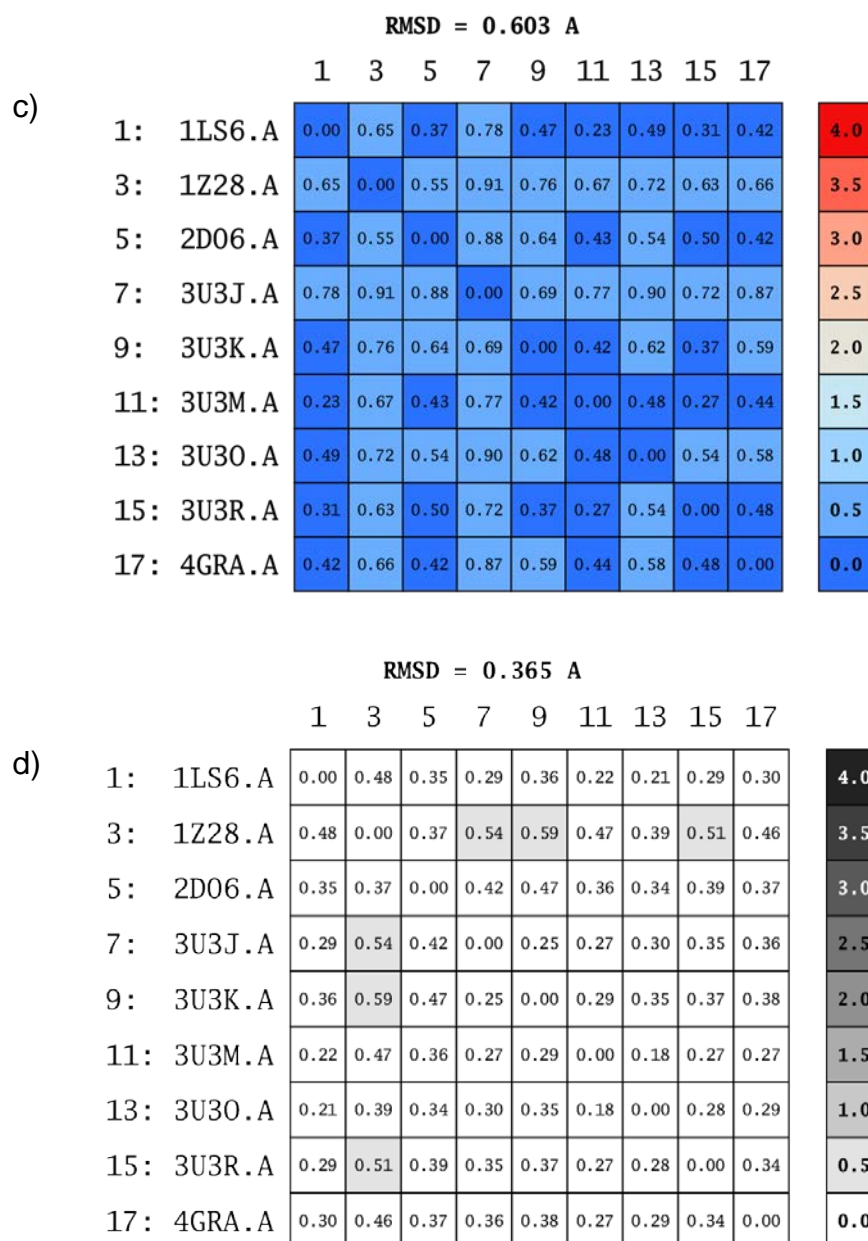 RMSD = 0.603 A
1 3 5 7 9 11 13 15 17
c)
1: 1LS6.A 0.00 0.65 0.37 0.78 0.47 0.23 0.49 0.31 0.42 4.0
3: 1Z28.A 0.65 0.00 0.55 0.91 0.76 0.67 0.72 0.63 0.66 3.5
5: 2D06.A 0.37 0.55 0.00 0.88 0.64 0.43 0.54 0.50 0.42 3.0
7: 3U3J.A 0.78 0.91 0.88 0.00 0.69 0.77 0.90 0.72 0.87 2.5
9: 3U3K.A 0.47 0.76 0.64 0.69 0.00 0.42 0.62 0.37 0.59 2.0
11: 3U3M.A 0.23 0.67 0.43 0.77 0.42 0.00 0.48 0.27 0.44 1.5
13: 3U3O.A 0.49 0.72 0.54 0.90 0.62 0.48 0.00 0.54 0.58 1.0
15: 3U3R.A 0.31 0.63 0.50 0.72 0.37 0.27 0.54 0.00 0.48 0.5
17: 4GRA.A 0.42 0.66 0.42 0.87 0.59 0.44 0.58 0.48 0.00 0.0
RMSD = 0.365 A
1 3 5 7 9 11 13 15 17
d)
1: 1LS6.A 0.00 0.48 0.35 0.29 0.36 0.22 0.21 0.29 0.30 4.0
3: 1Z28.A 0.48 0.00 0.37 0.54 0.59 0.47 0.39 0.51 0.46 3.5
5: 2D06.A 0.35 0.37 0.00 0.42 0.47 0.36 0.34 0.39 0.37 3.0
7: 3U3J.A 0.29 0.54 0.42 0.00 0.25 0.27 0.30 0.35 0.36 2.5
9: 3U3K.A 0.36 0.59 0.47 0.25 0.00 0.29 0.35 0.37 0.38 2.0
11: 3U3M.A 0.22 0.47 0.36 0.27 0.29 0.00 0.18 0.27 0.27 1.5
13: 3U3O.A 0.21 0.39 0.34 0.30 0.35 0.18 0.00 0.28 0.29 1.0
15: 3U3R.A 0.29 0.51 0.39 0.35 0.37 0.27 0.28 0.00 0.34 0.5
17: 4GRA.A 0.30 0.46 0.37 0.36 0.38 0.27 0.29 0.34 0.00 0.0